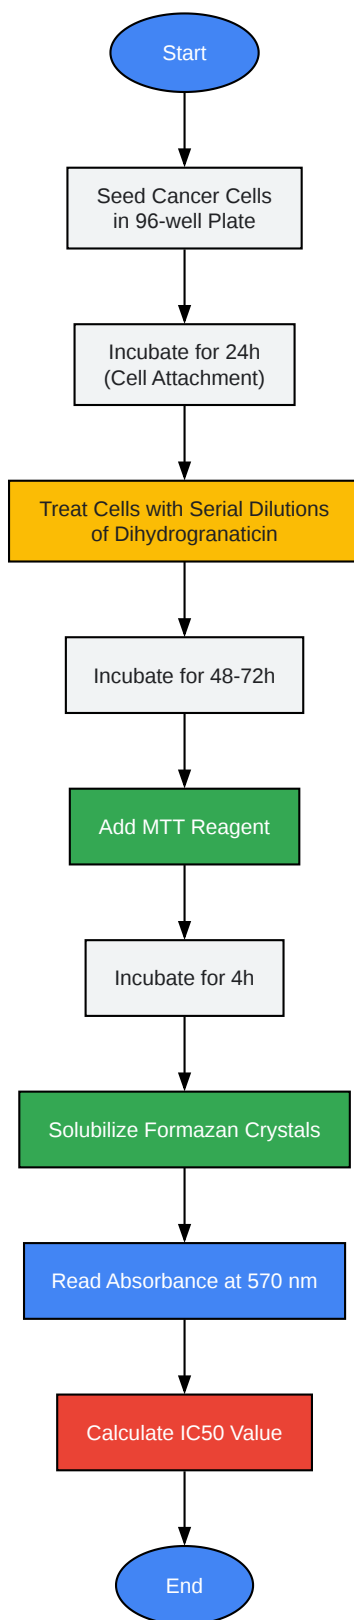 Start
Seed Cancer Cells
in 96-well Plate
Incubate for 24h
(Cell Attachment)
Treat Cells with Serial Dilutions
of Dihydrogranaticin
Incubate for 48-72h
Add MTT Reagent
Incubate for 4h
Solubilize Formazan Crystals
Read Absorbance at 570 nm
Calculate IC50 Value
End